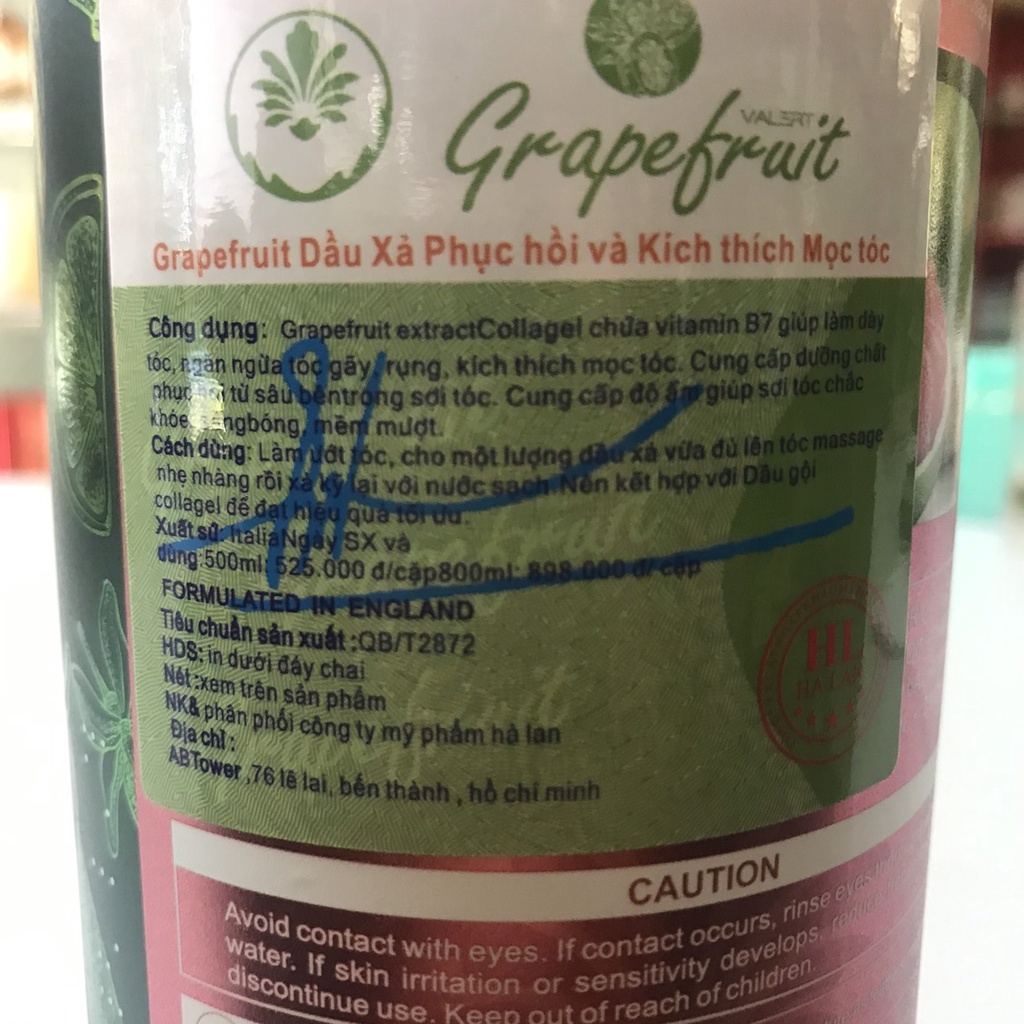 VALERT
Grapefruit
Grapefruit Dầu Xả Phục hồi và Kích thích Mọc tóc
Công dụng: Grapefruit extractCollagel chứa vitamin B7 giúp làm dày
tóc, ngăn ngừa tóc gãy, rụng, kích thích mọc tóc. Cung cấp dưỡng chất
phục hồi từ sâu bêntrong sợi tóc. Cung cấp độ ẩm giúp sợi tóc chắc
khỏe ngbóng, mềm mượt.
Cách dùng: Làm ướt tóc, cho một lượng dầu xả vừa đủ lên tóc massage
nhẹ nhàng rồi xả kỹ lại với nước sạch.Nên kết hợp với Dầu gội
collagel để đạt hiệu quả tối ưu.
Xuất sứ: ItaliaNgày SX và
dùng:500ml: 525.000 đ/cặp800ml: 898.000 đ/ cặp
FORMULATED IN ENGLAND
Tiêu chuẩn sản xuất :QB/T2872
HDS: in dưới đáy chai
Nét :xem trên sản phẩm
NK& phân phối công ty mỹ phẩm hà lan
Địa chỉ :
ABTower ,76 lê lai, bến thành , hồ chí minh
HL
HA LAN
CAUTION
Avoid contact with eyes. If contact occurs, rinse eyes
water. If skin irritation or sensitivity develops,
discontinue use. Keep out of reach of children.